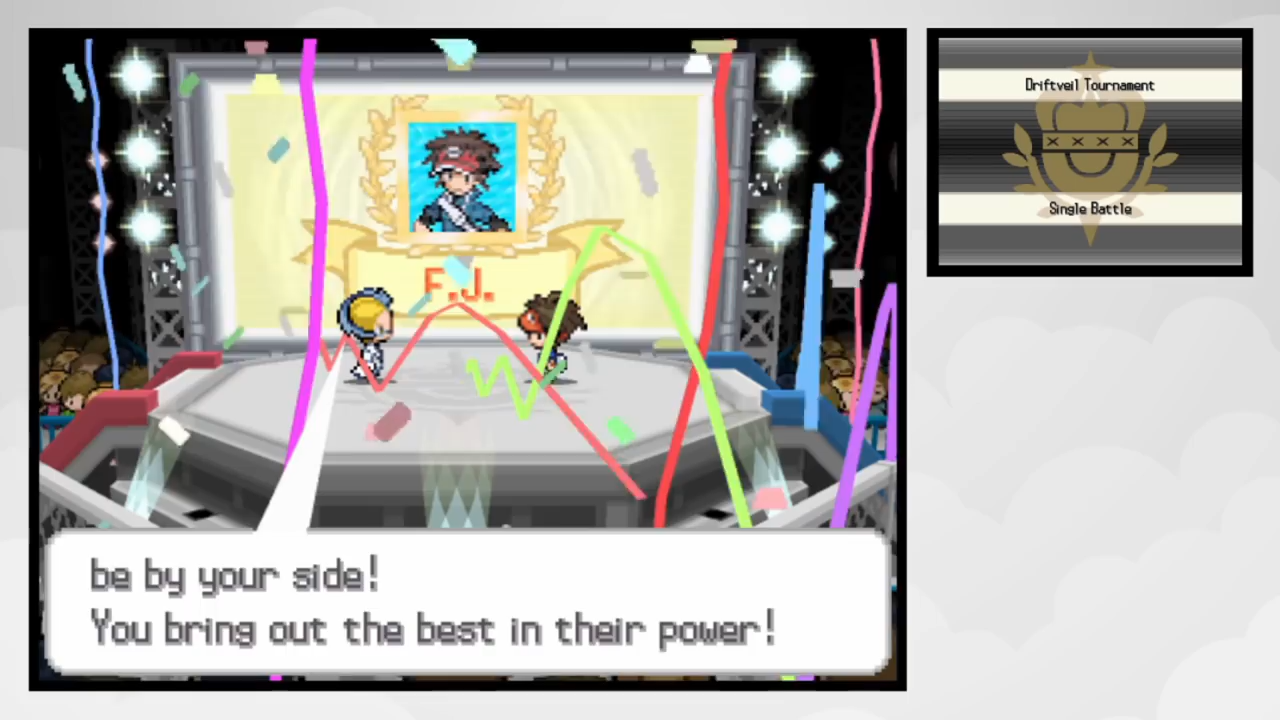 F.J.
be by your side!
You bring out the best in their power!
Driftveil Tournament
Single Battle